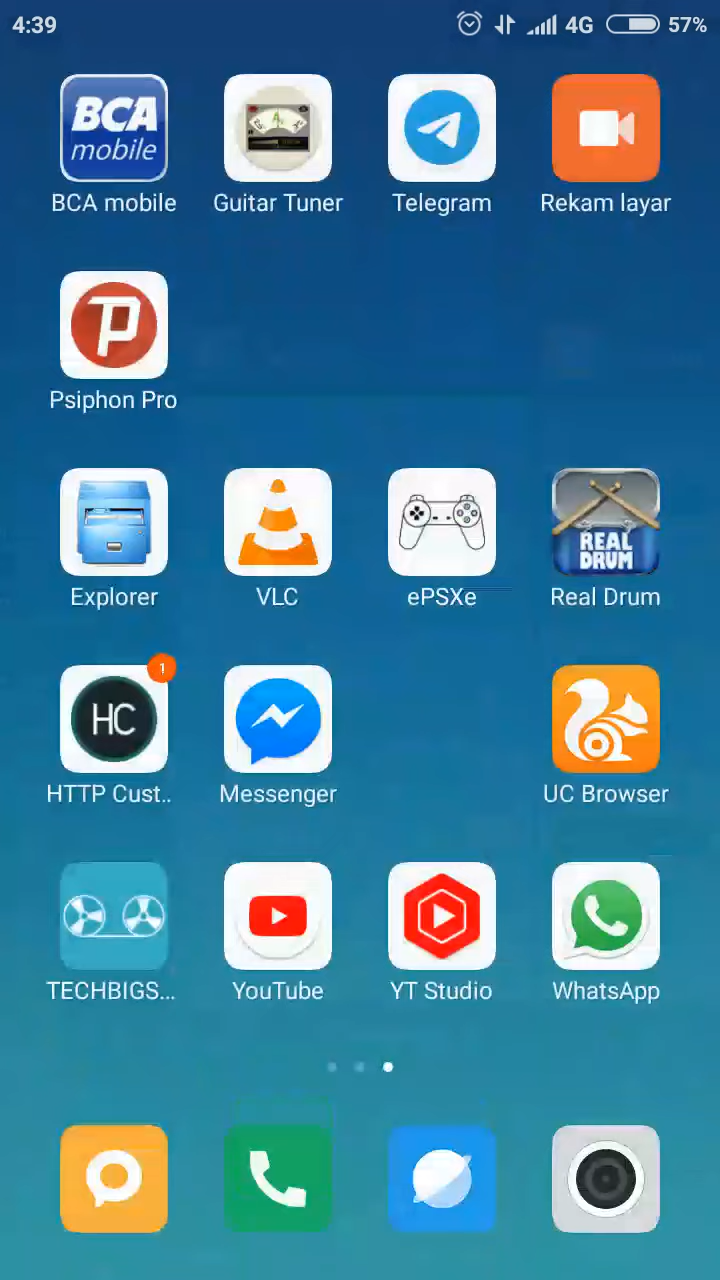 4:39 4G 57%
BCA
mobile
BCA mobile Guitar Tuner Telegram Rekam layar
P
Psiphon Pro
REAL
DRUM
Explorer VLC ePSXe Real Drum
1
HC
HTTP Cust.. Messenger UC Browser
TECHBIGS... YouTube YT Studio WhatsApp